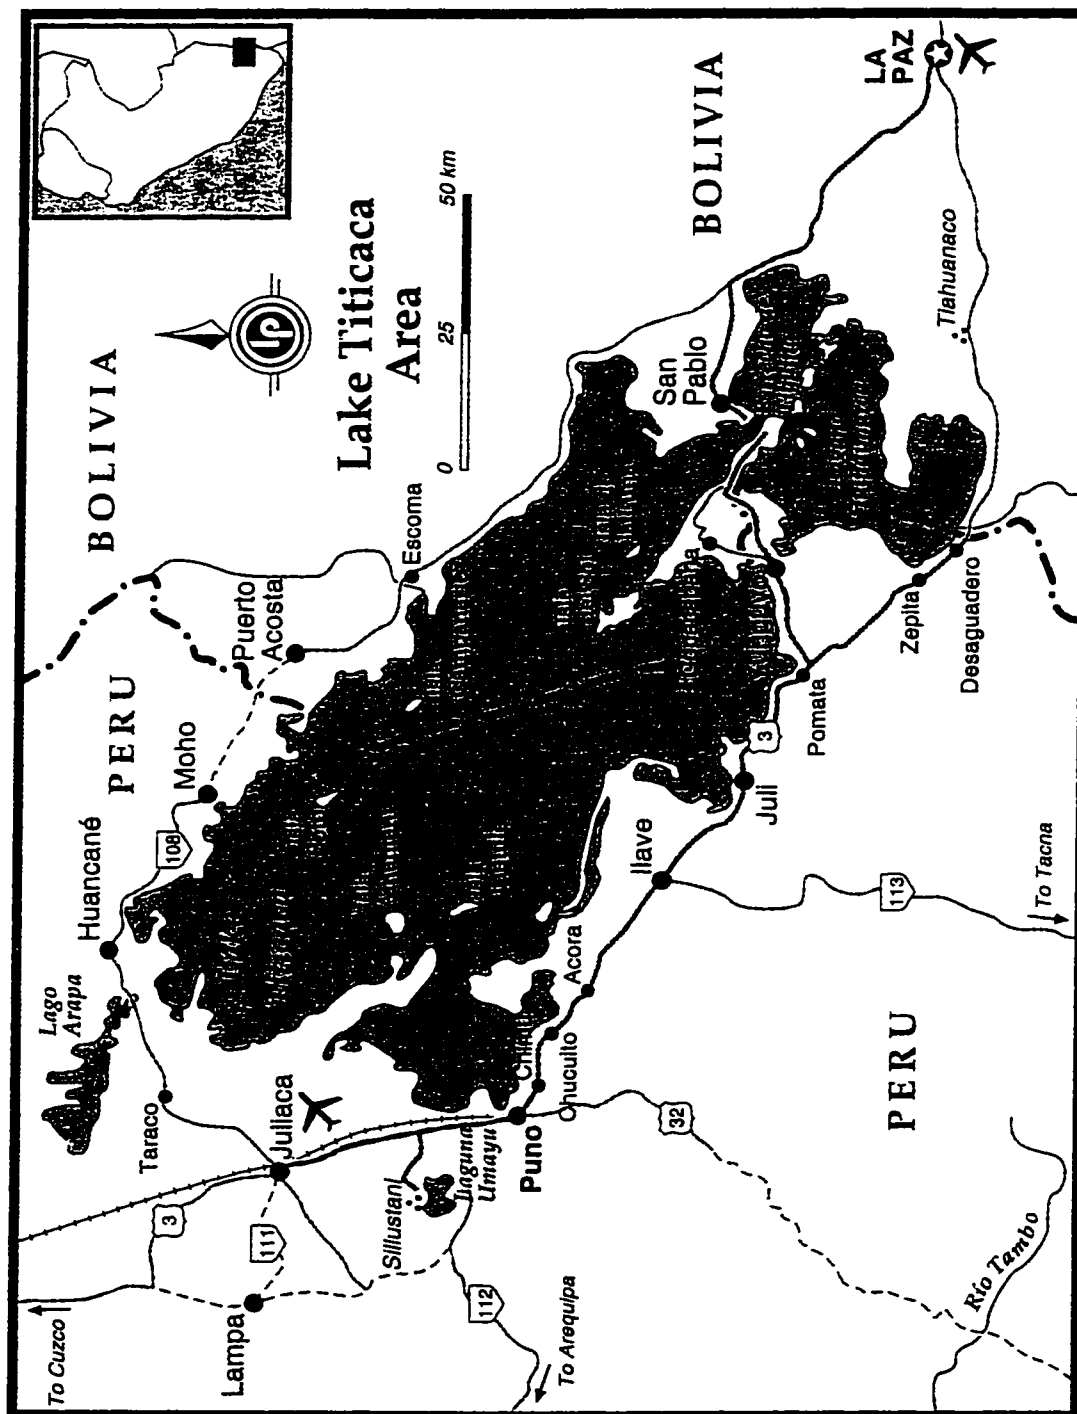 Lake Titicaca
Area
0
25
50 km
LP
BOLIVIA
PERU
BOLIVIA
PERU
LA
PAZ
To Cuzco
Lago
Arapa
Huancané
108
Moho
Puerto
Acosta
Escoma
Taraco
3
Juliaca
111
Lampa
Sillustani
Umayu
112
To Arequipa
Puno
Chucuito
Acora
Ilave
Juli
3
Pomata
Zepita
Desaguadero
San
Pablo
Tiahuanaco
32
113
To Tacna
Río Tambo